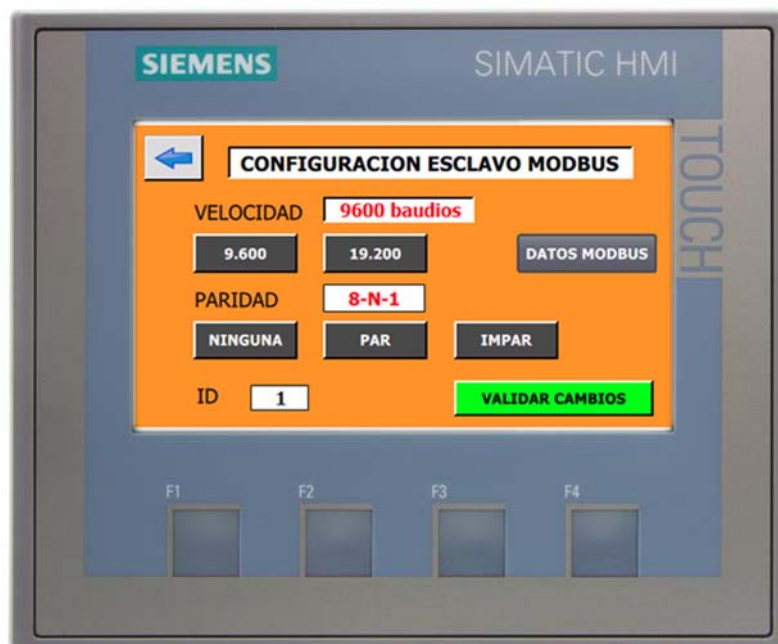 SIEMENS
SIMATIC HMI
TOUCH
CONFIGURACION ESCLAVO MODBUS
VELOCIDAD 9600 baudios
9.600 19.200 DATOS MODBUS
PARIDAD 8-N-1
NINGUNA PAR IMPAR
ID 1 VALIDAR CAMBIOS
F1 F2 F3 F4